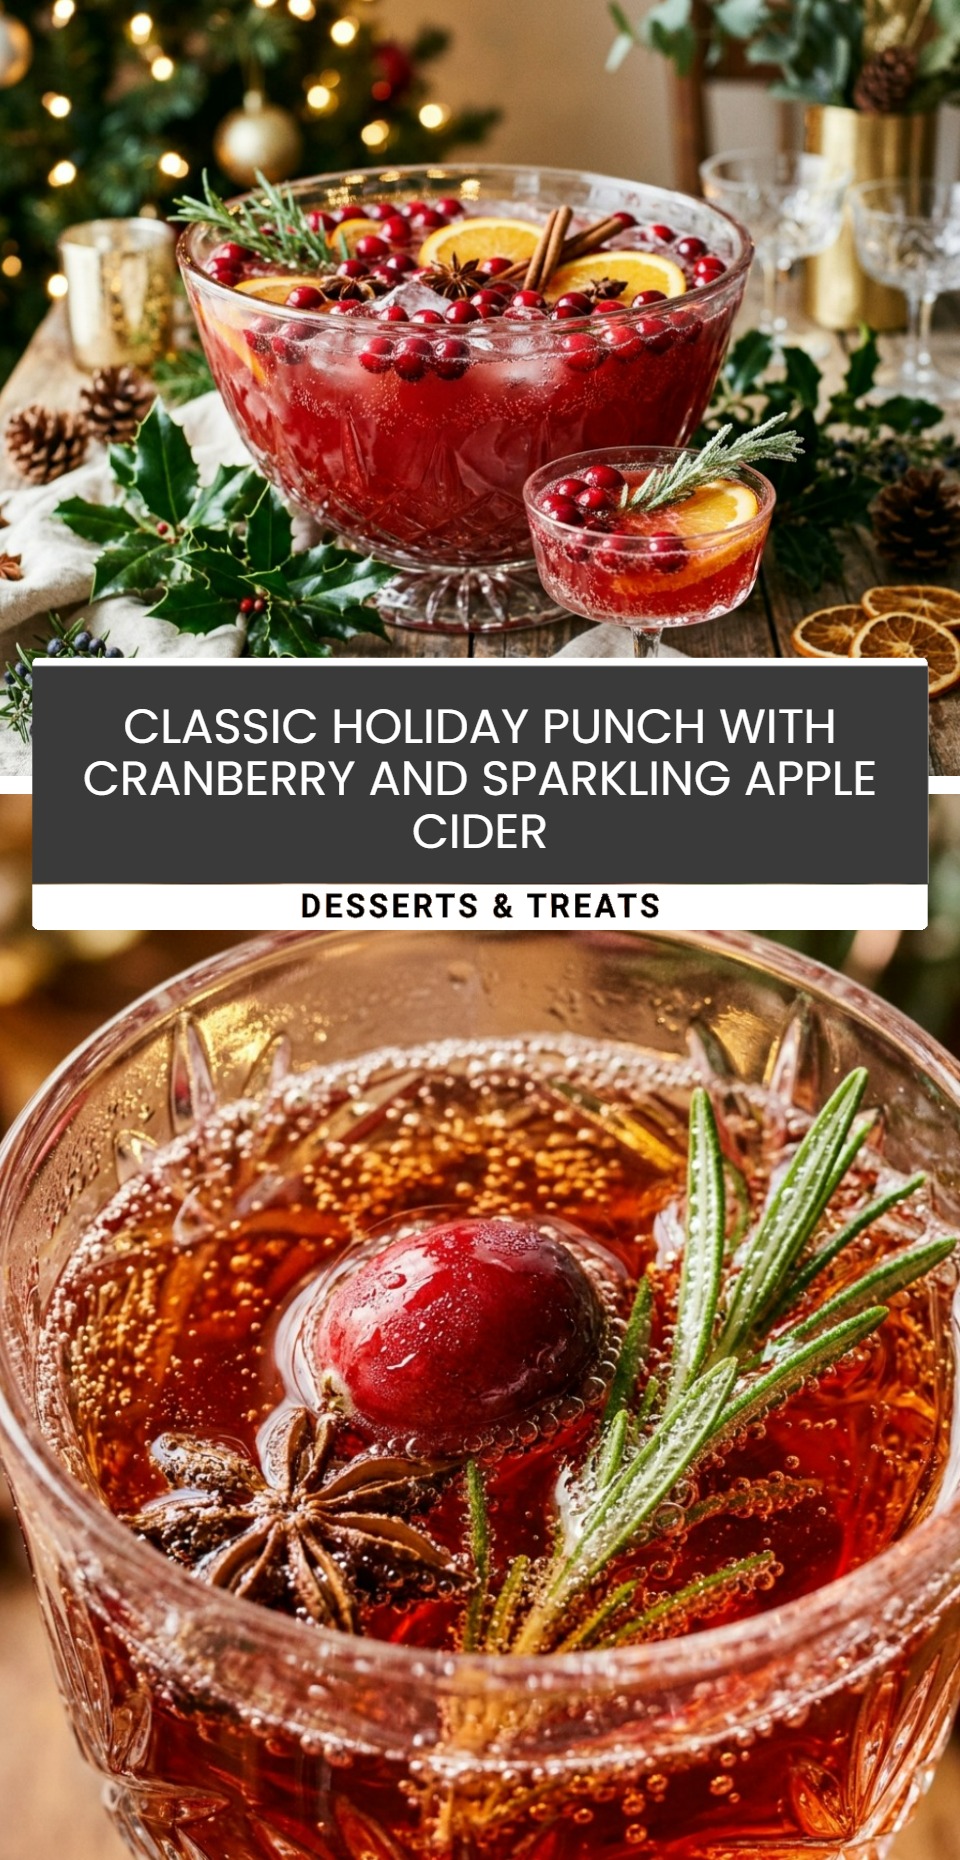 CLASSIC HOLIDAY PUNCH WITH
CRANBERRY AND SPARKLING APPLE
CIDER
DESSERTS & TREATS